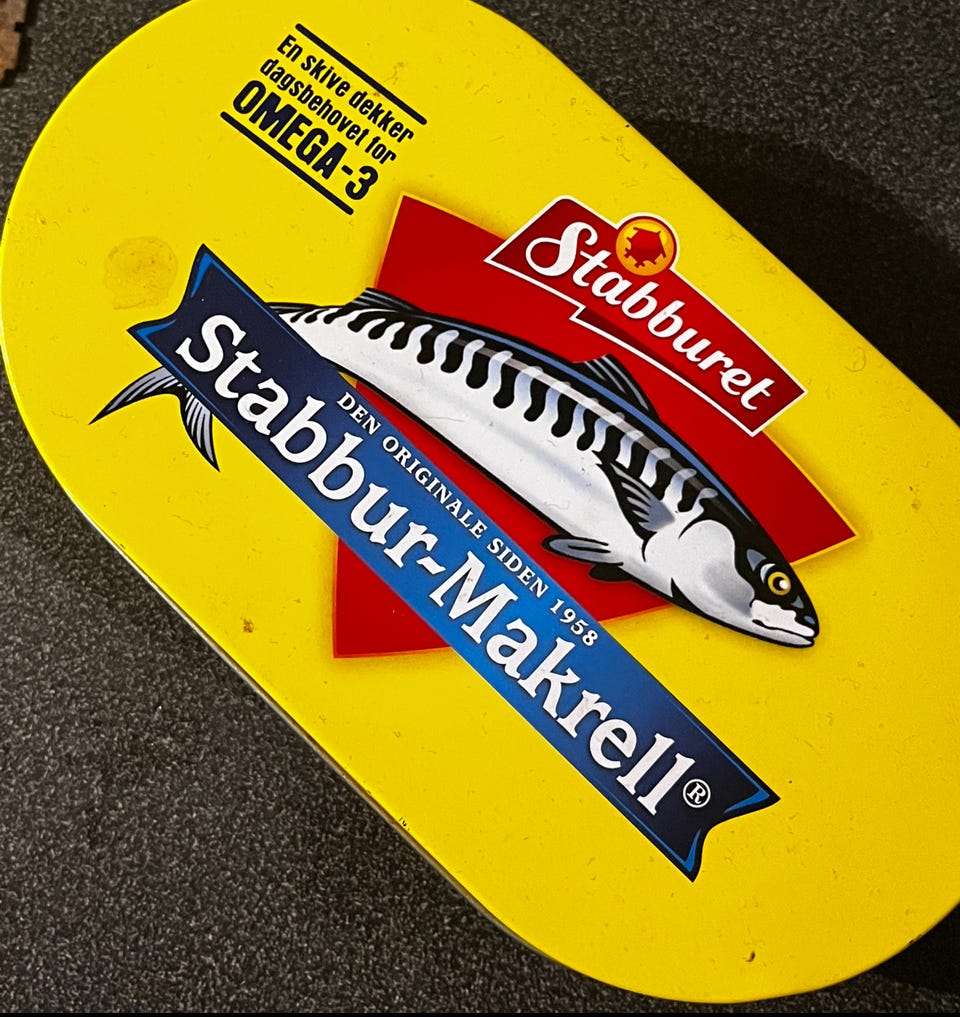 En skive dekker
dagsbehovet for
OMEGA-3
Stabburet
DEN ORIGINALE SIDEN 1958
Stabbur-Makrell®